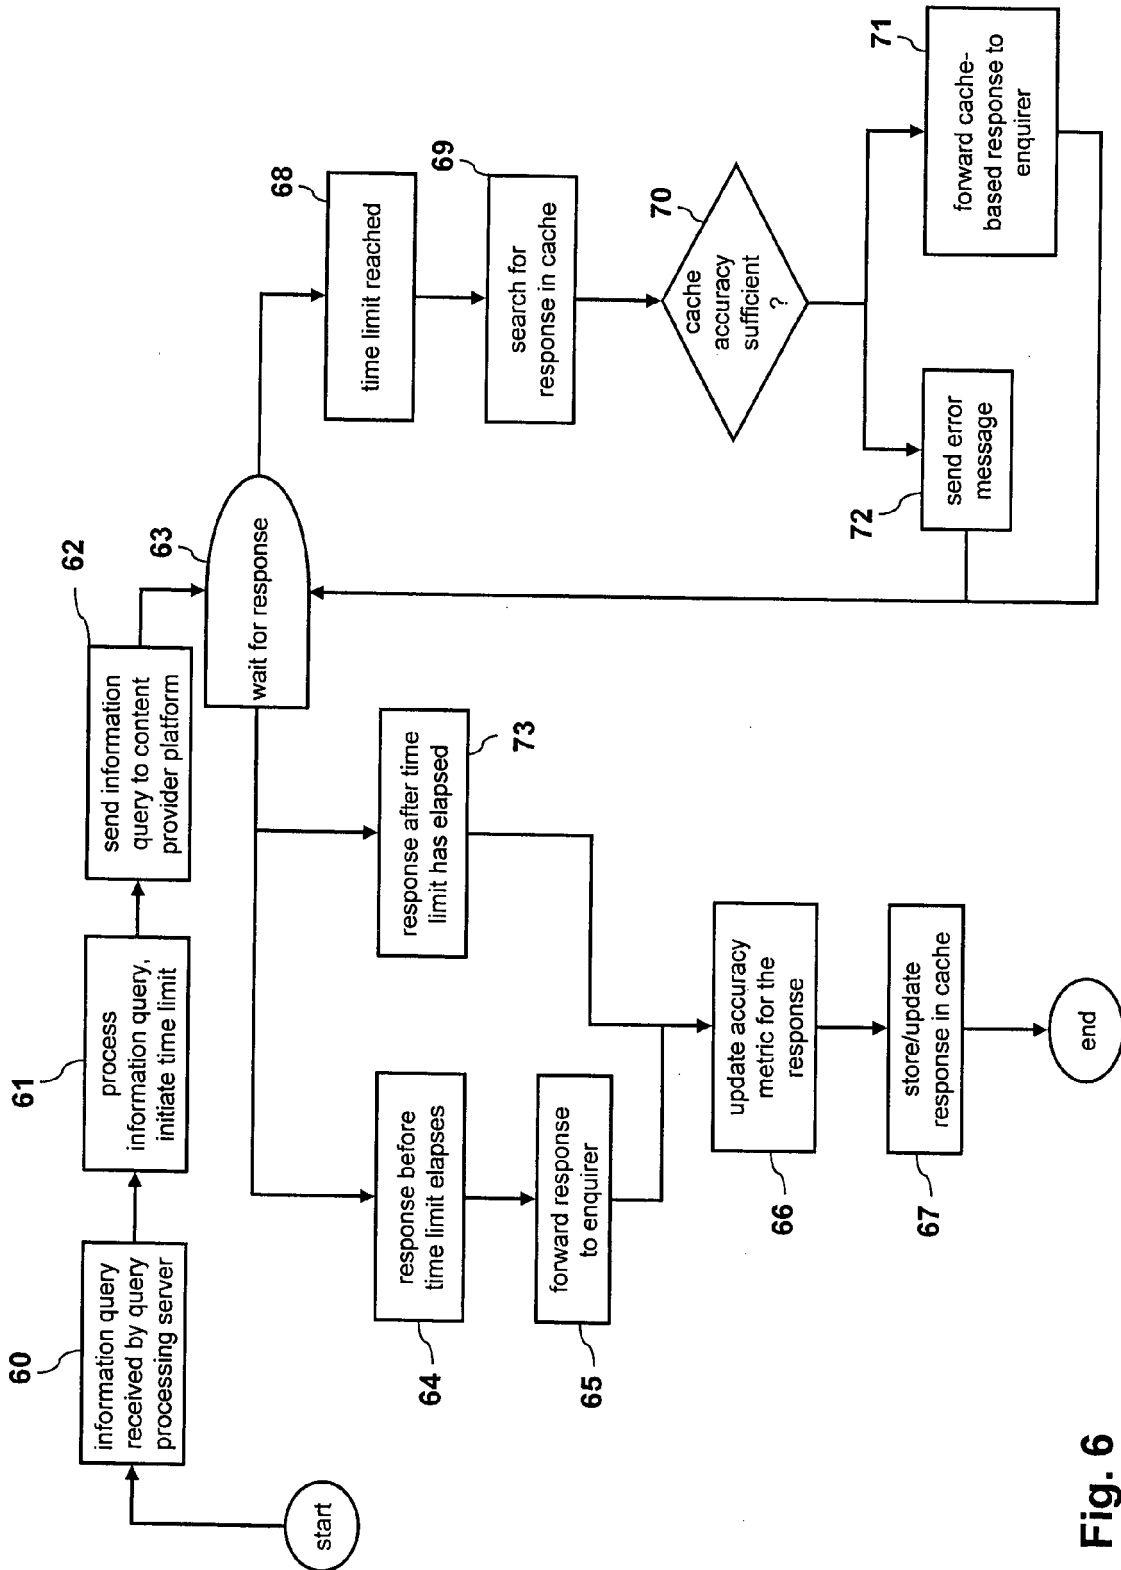 start
60
information query
received by query
processing server
61
process
information query,
initiate time limit
62
send information
query to content
provider platform
63
wait for response
64
response before
time limit elapses
65
forward response
to enquirer
73
response after time
limit has elapsed
66
update accuracy
metric for the
response
67
store/update
response in cache
end
68
time limit reached
69
search for
response in cache
70
cache
accuracy
sufficient
?
72
send error
message
71
forward cache-
based response to
enquirer
Fig. 6